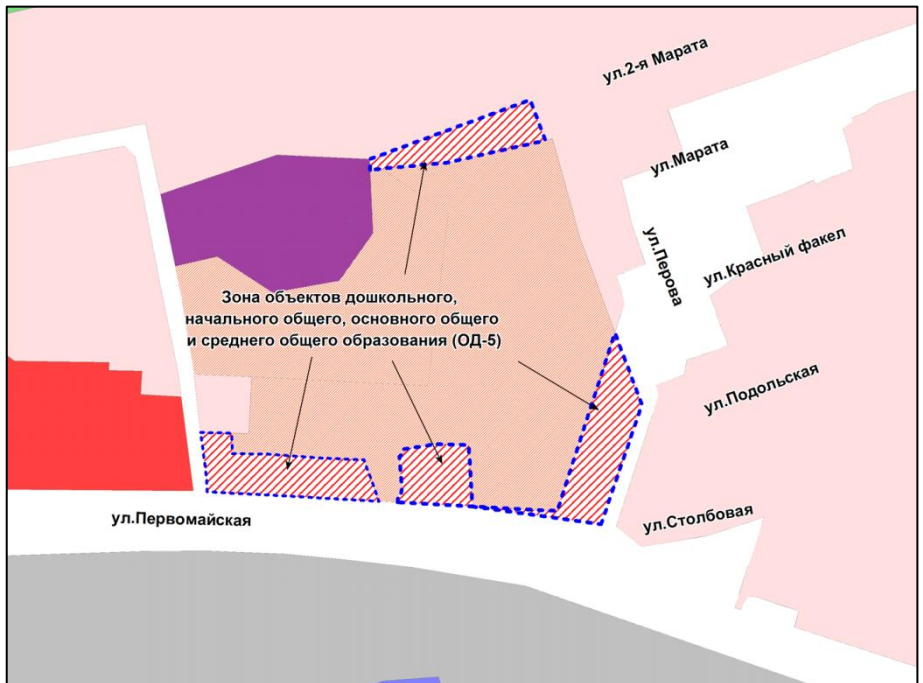 ул.2-я Марата
ул.Марата
ул.Перова
ул.Красный факел
Зона объектов дошкольного,
начального общего, основного общего
и среднего общего образования (ОД-5)
ул.Подольская
ул.Столбовая
ул.Первомайская